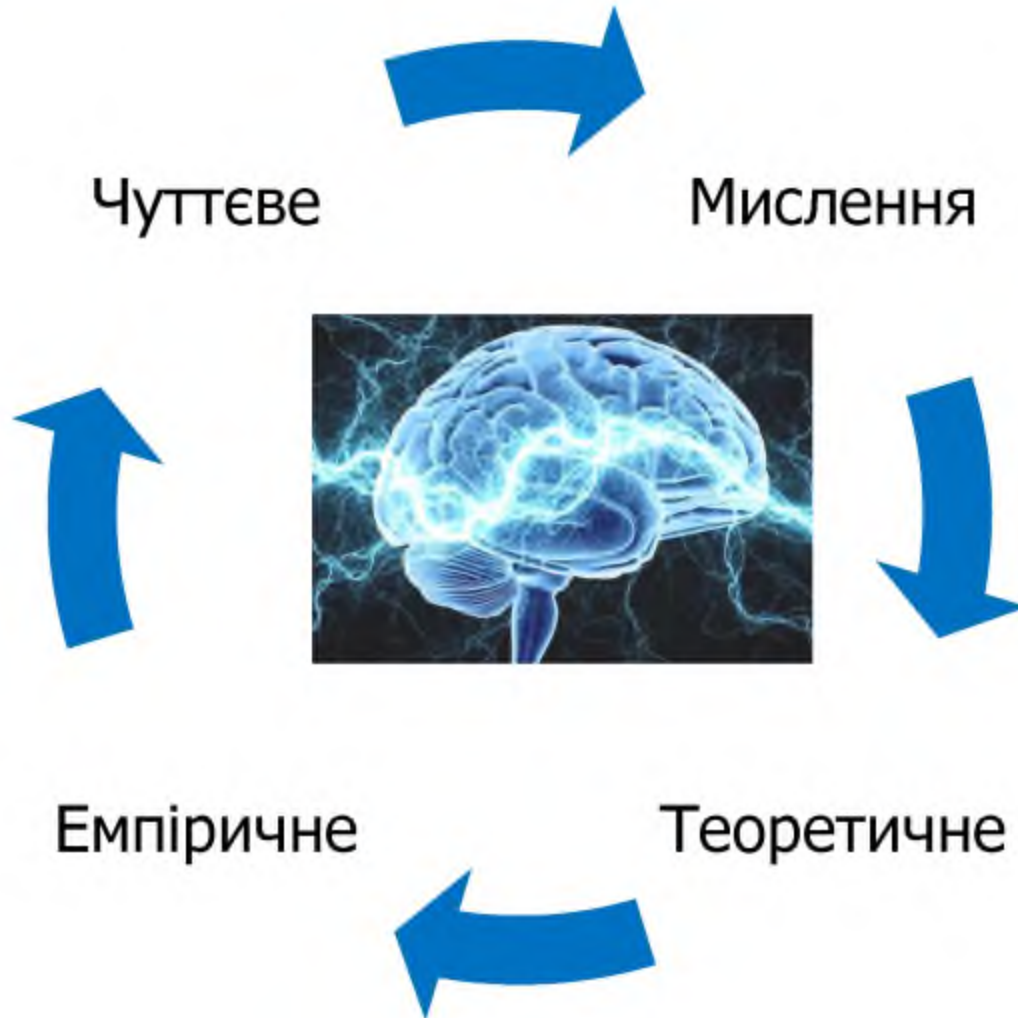 Чуттєве
Мислення
Емпіричне
Теоретичне